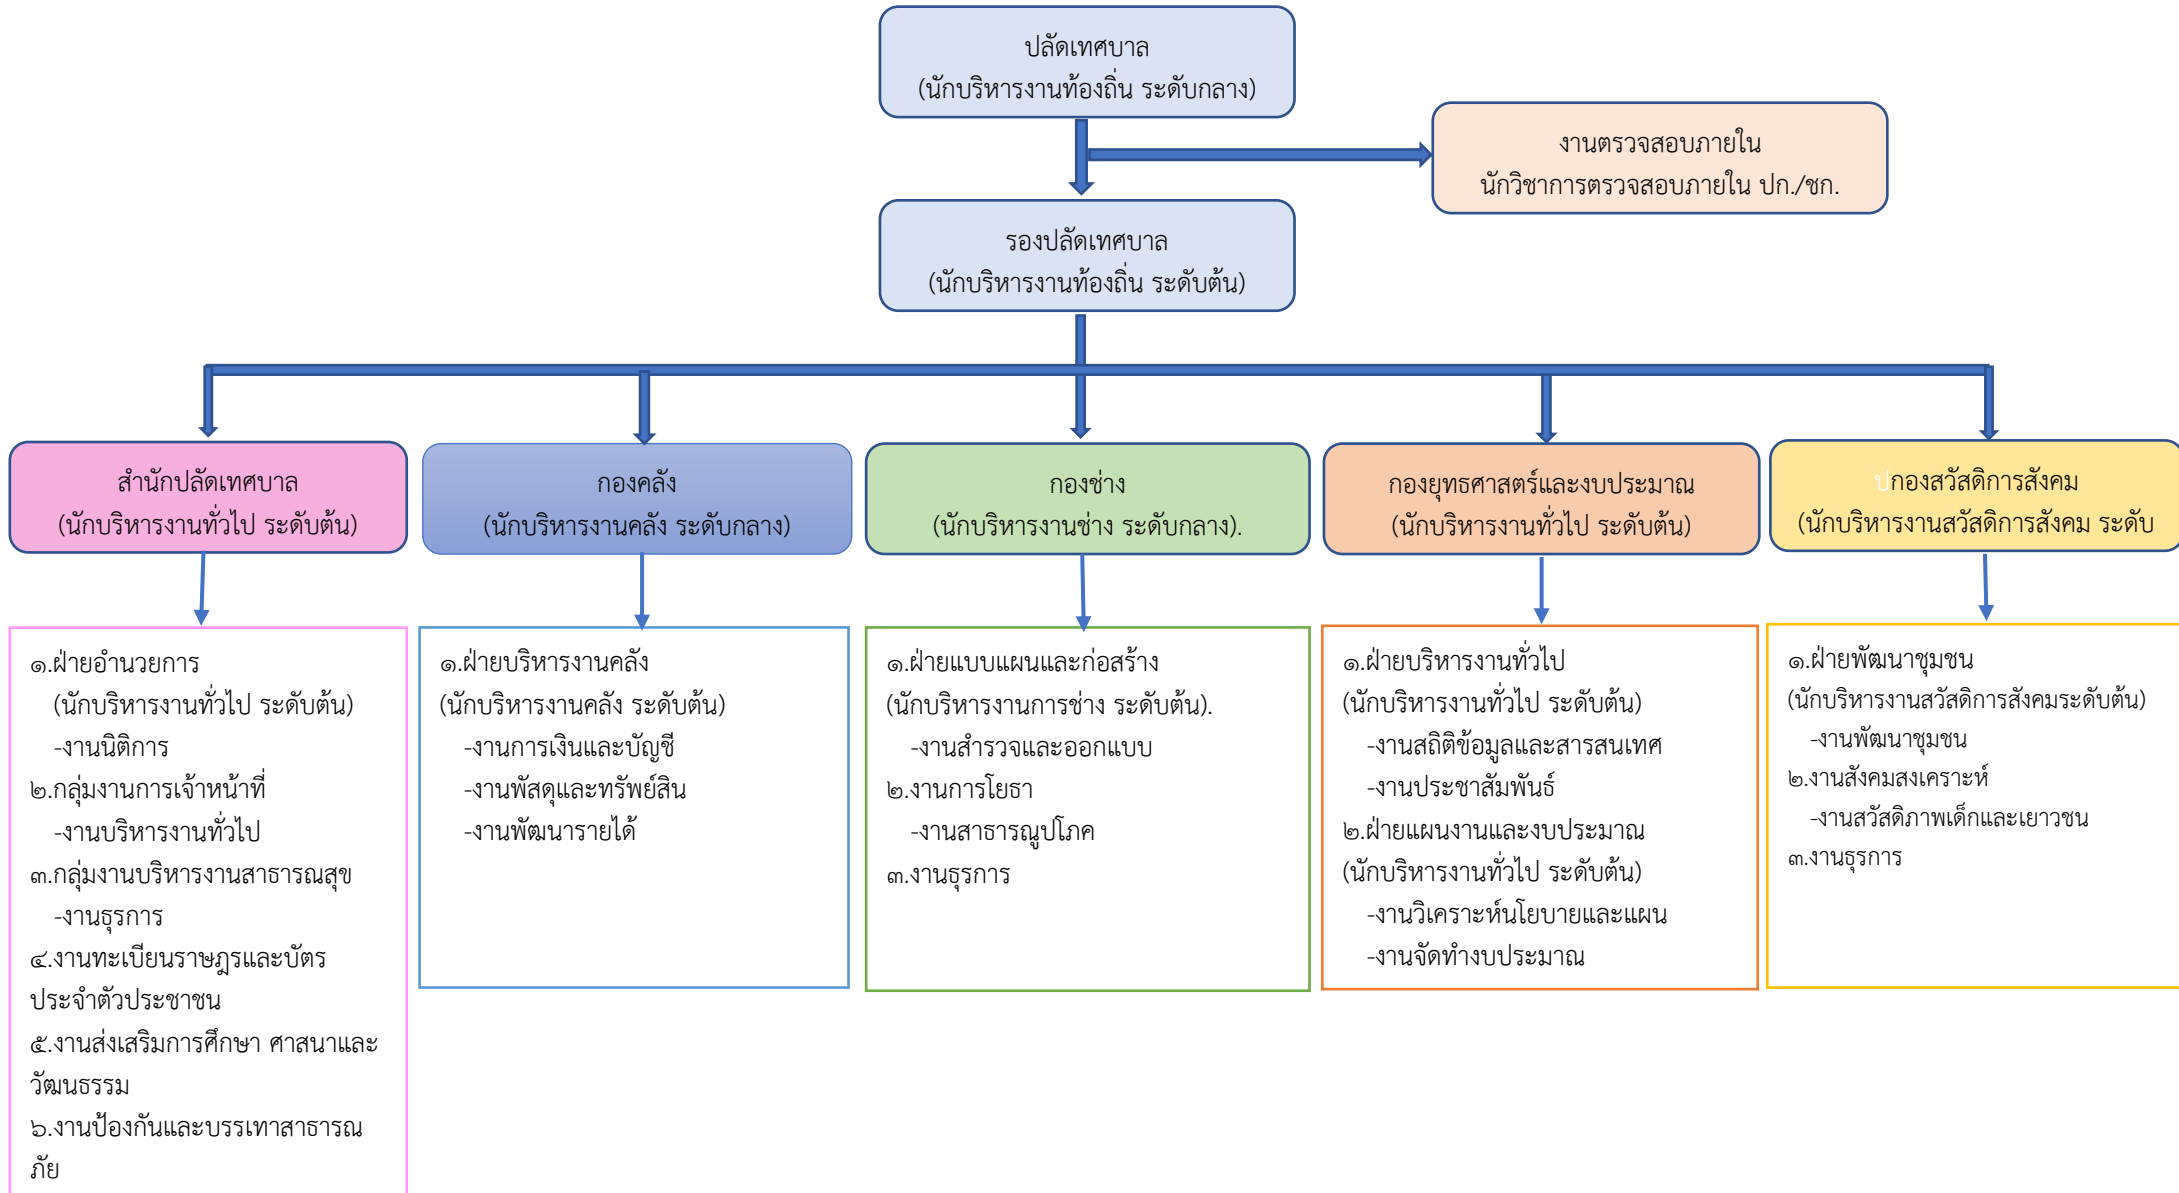 ปลัดเทศบาล
(นักบริหารงานท้องถิ่น ระดับกลาง)
งานตรวจสอบภายใน
นักวิชาการตรวจสอบภายใน ปก./ชก.
รองปลัดเทศบาล
(นักบริหารงานท้องถิ่น ระดับต้น)
สำนักปลัดเทศบาล
(นักบริหารงานทั่วไป ระดับต้น)
กองคลัง
(นักบริหารงานคลัง ระดับกลาง)
กองช่าง
(นักบริหารงานช่าง ระดับกลาง).
กองยุทธศาสตร์และงบประมาณ
(นักบริหารงานทั่วไป ระดับต้น)
ปกองสวัสดิการสังคม
(นักบริหารงานสวัสดิการสังคม ระดับ
๑.ฝ่ายอำนวยการ
(นักบริหารงานทั่วไป ระดับต้น)
-งานนิติการ
๒.กลุ่มงานการเจ้าหน้าที่
-งานบริหารงานทั่วไป
๓.กลุ่มงานบริหารงานสาธารณสุข
-งานธุรการ
๔.งานทะเบียนราษฎรและบัตร
ประจำตัวประชาชน
๕.งานส่งเสริมการศึกษา ศาสนาและ
วัฒนธรรม
๖.งานป้องกันและบรรเทาสาธารณ
ภัย
๑.ฝ่ายบริหารงานคลัง
(นักบริหารงานคลัง ระดับต้น)
-งานการเงินและบัญชี
-งานพัสดุและทรัพย์สิน
-งานพัฒนารายได้
๑.ฝ่ายแบบแผนและก่อสร้าง
(นักบริหารงานการช่าง ระดับต้น).
-งานสำรวจและออกแบบ
๒.งานการโยธา
-งานสาธารณูปโภค
๓.งานธุรการ
๑.ฝ่ายบริหารงานทั่วไป
(นักบริหารงานทั่วไป ระดับต้น)
-งานสถิติข้อมูลและสารสนเทศ
-งานประชาสัมพันธ์
๒.ฝ่ายแผนงานและงบประมาณ
(นักบริหารงานทั่วไป ระดับต้น)
-งานวิเคราะห์นโยบายและแผน
-งานจัดทำงบประมาณ
๑.ฝ่ายพัฒนาชุมชน
(นักบริหารงานสวัสดิการสังคมระดับต้น)
-งานพัฒนาชุมชน
๒.งานสังคมสงเคราะห์
-งานสวัสดิภาพเด็กและเยาวชน
๓.งานธุรการ